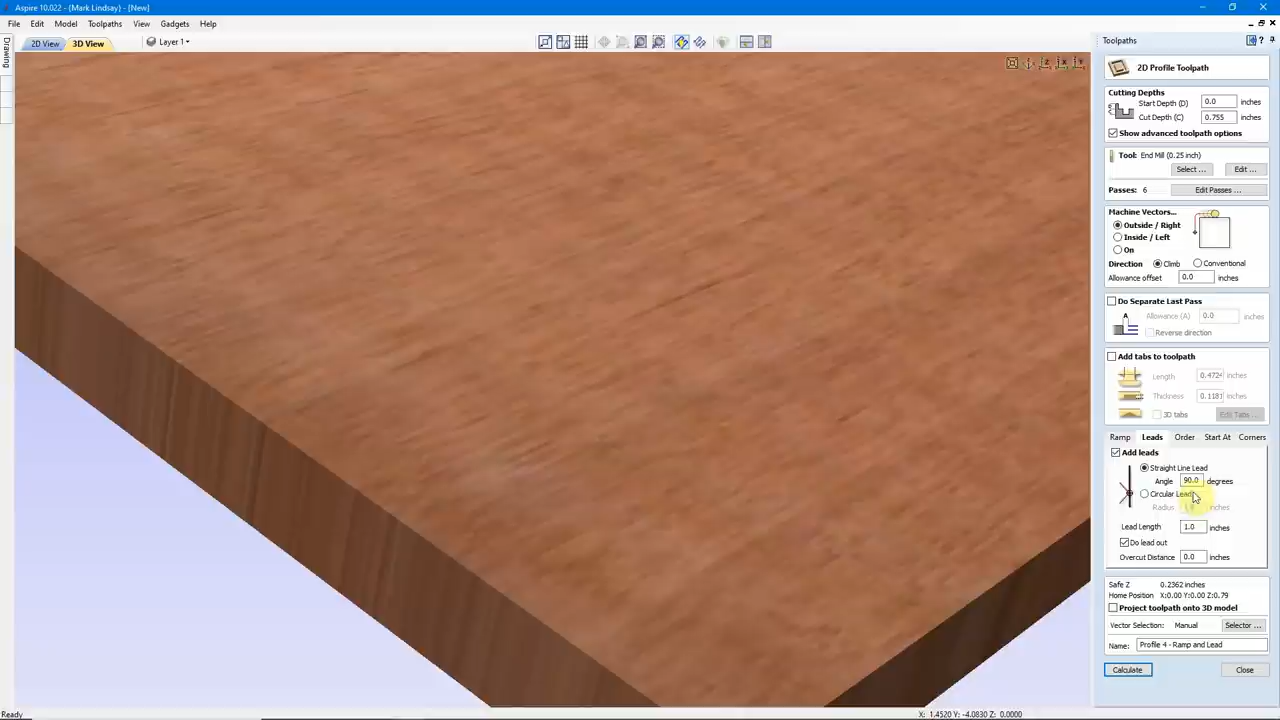 Aspire 10.022 - {Mark Lindsay} - [New]
File Edit Model Toolpaths View Gadgets Help
2D View 3D View Layer 1
Drawing
Toolpaths
2D Profile Toolpath
Cutting Depths
Start Depth (D) 0.0 inches
Cut Depth (C) 0.755 inches
Show advanced toolpath options
Tool: End Mill (0.25 inch)
Select ... Edit ...
Passes: 6 Edit Passes ...
Machine Vectors...
Outside / Right
Inside / Left
On
Direction Climb Conventional
Allowance offset 0.0 inches
Do Separate Last Pass
A Allowance (A) 0.0 inches
Reverse direction
Add tabs to toolpath
Length 0.4724 inches
Thickness 0.1181 inches
3D tabs Edit Tabs ...
Ramp Leads Order Start At Corners
Add leads
Straight Line Lead
Angle 90.0 degrees
Circular Lead
Radius inches
Lead Length 1.0 inches
Do lead out
Overcut Distance 0.0 inches
Safe Z 0.2362 inches
Home Position X:0.00 Y:0.00 Z:0.79
Project toolpath onto 3D model
Vector Selection: Manual Selector ...
Name: Profile 4 - Ramp and Lead
Calculate Close
Ready X: 1.4520 Y: -4.0830 Z: 0.0000